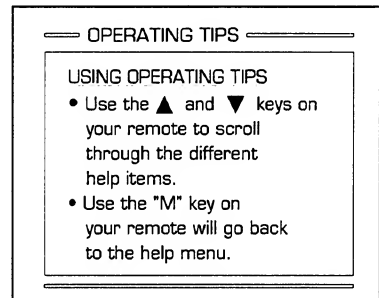 OPERATING TIPS
USING OPERATING TIPS
• Use the ▲ and ▼ keys on
your remote to scroll
through the different
help items.
• Use the "M" key on
your remote will go back
to the help menu.